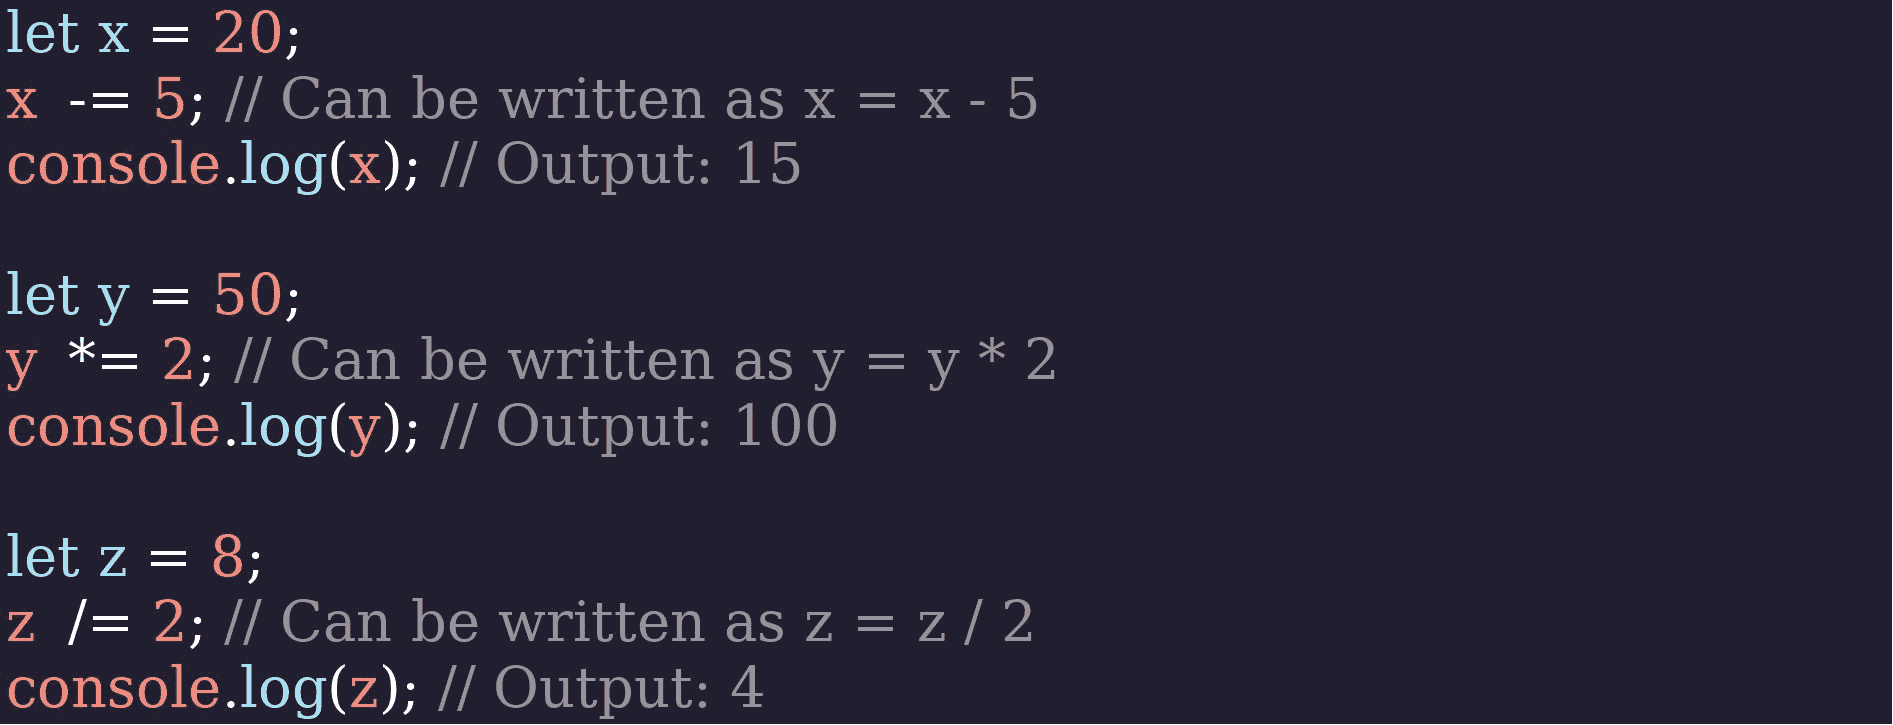 let x = 20;
x -= 5; // Can be written as x = x - 5
console.log(x); // Output: 15
let y = 50;
y *= 2; // Can be written as y = y * 2
console.log(y); // Output: 100
let z = 8;
z /= 2; // Can be written as z = z / 2
console.log(z); // Output: 4